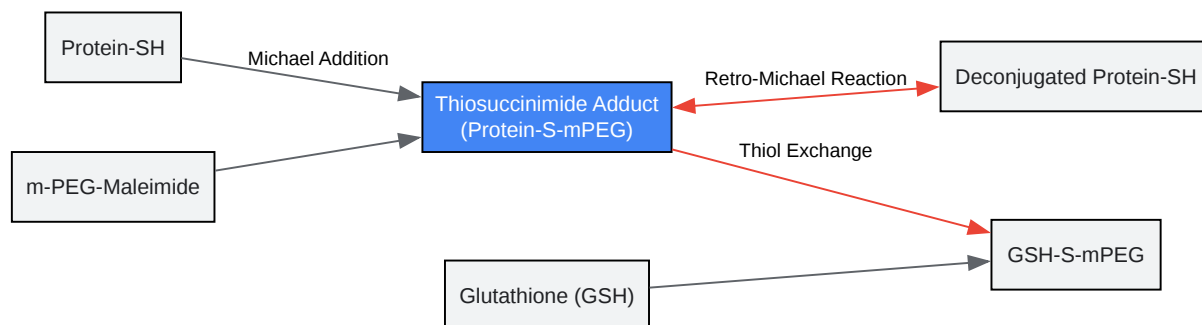 Protein-SH
Michael Addition
m-PEG-Maleimide
Thiosuccinimide Adduct
(Protein-S-mPEG)
Retro-Michael Reaction
Deconjugated Protein-SH
Thiol Exchange
Glutathione (GSH)
GSH-S-mPEG